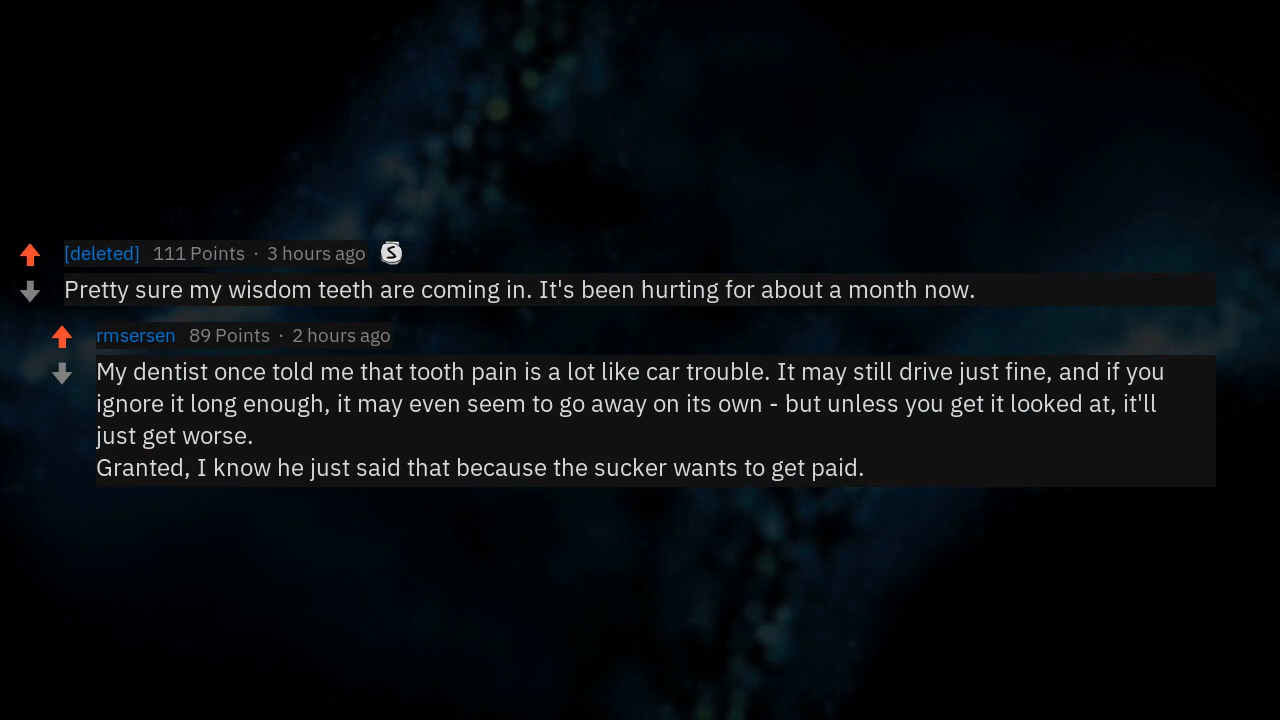 [deleted] 111 Points · 3 hours ago S
Pretty sure my wisdom teeth are coming in. It's been hurting for about a month now.
rmsersen 89 Points · 2 hours ago
My dentist once told me that tooth pain is a lot like car trouble. It may still drive just fine, and if you
ignore it long enough, it may even seem to go away on its own - but unless you get it looked at, it'll
just get worse.
Granted, I know he just said that because the sucker wants to get paid.